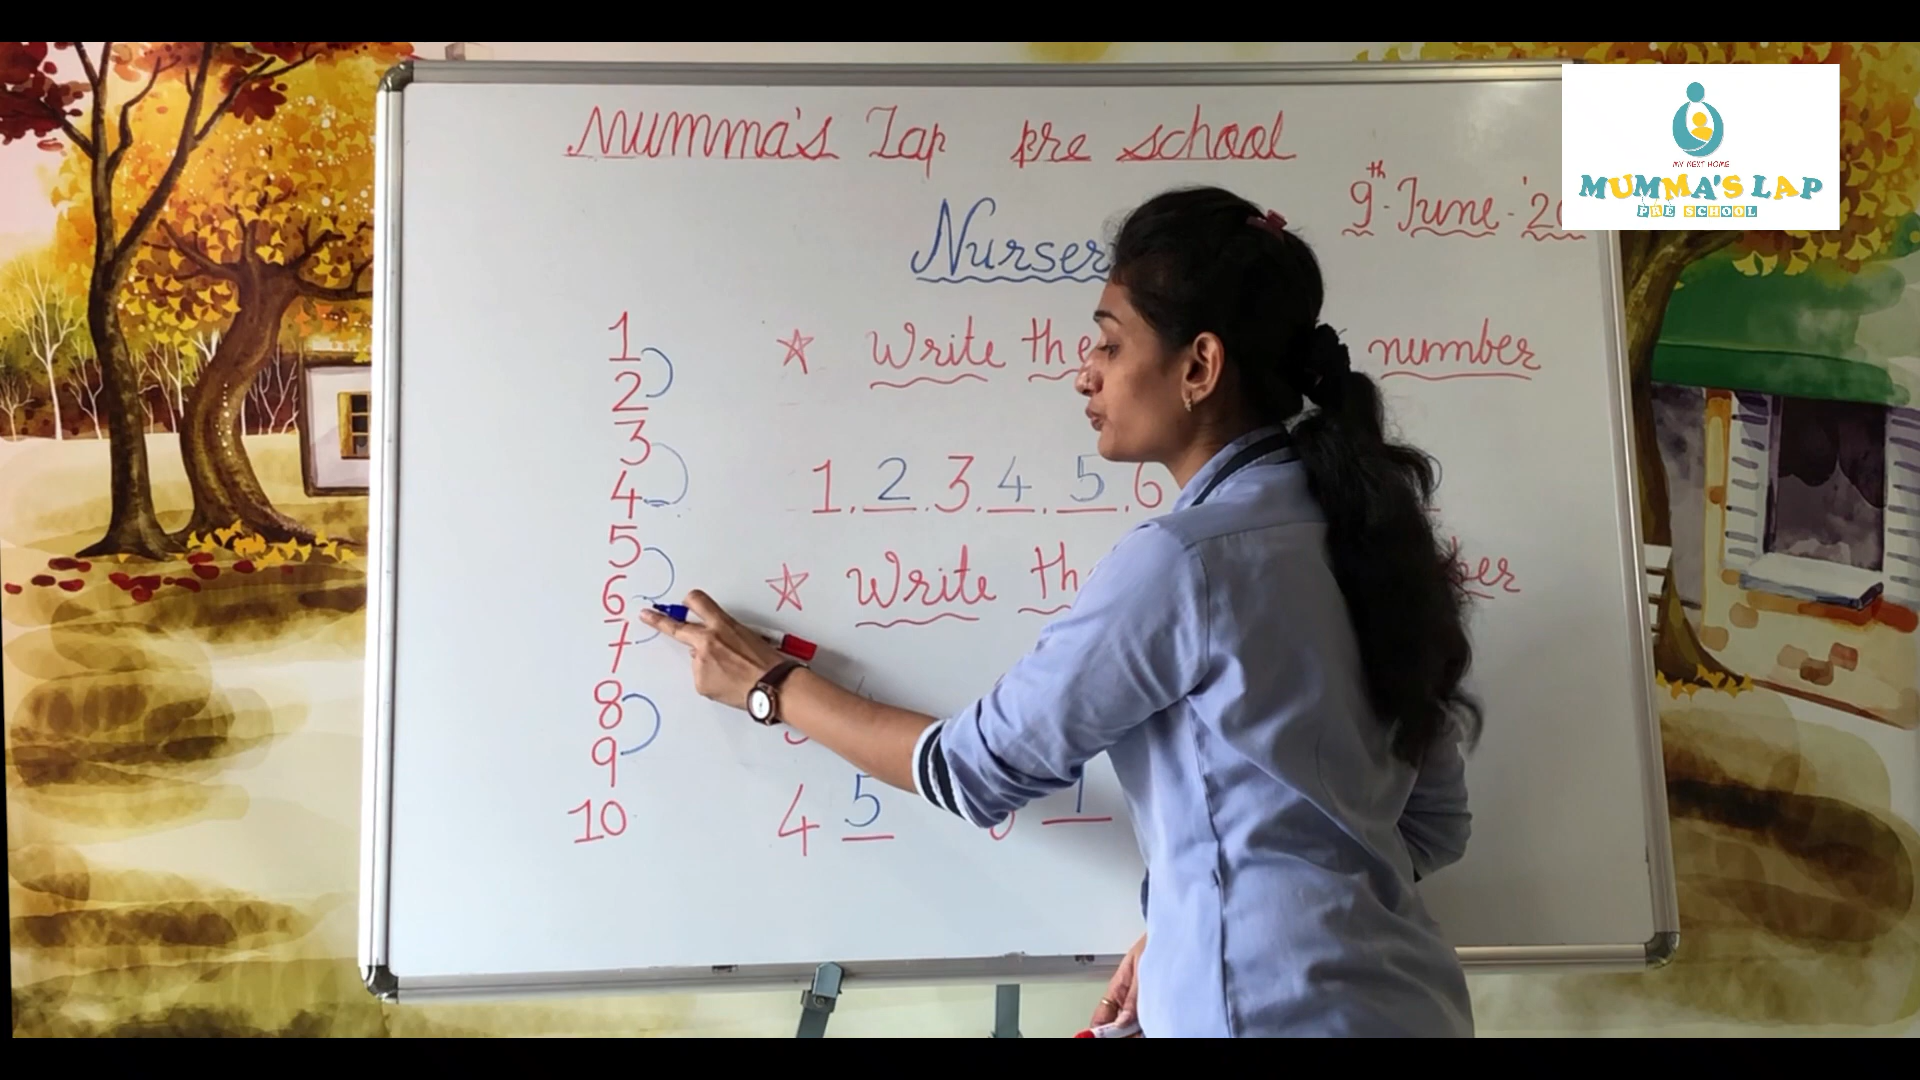 Mumma's Lap pre school
9th - June - '20
MY NEXT HOME
MUMMA'S LAP
PRE SCHOOL
Nurser
Write the number
Write th
1
2
3
4
5
6
7
8
9
10
1. 2. 3. 4. 5. 6
4 5